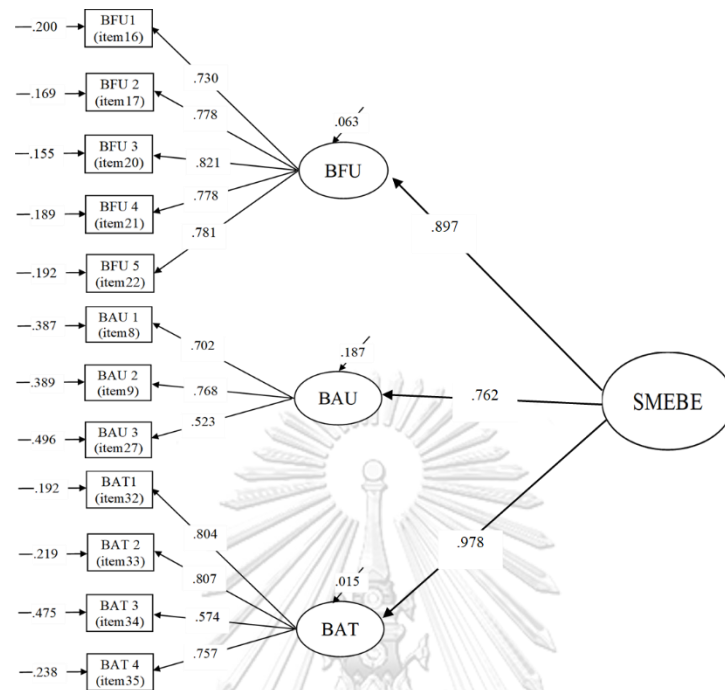 .200
BFU1
(item16)
.730
.169
BFU 2
(item17)
.778
.063
.155
BFU 3
(item20)
.821
BFU
.189
BFU 4
(item21)
.778
.192
BFU 5
(item22)
.781
.897
.387
BAU 1
(item8)
.702
.187
.389
BAU 2
(item9)
.768
BAU
.762
SMEBE
.496
BAU 3
(item27)
.523
.192
BAT1
(item32)
.804
.978
.219
BAT 2
(item33)
.807
.015
.475
BAT 3
(item34)
.574
BAT
.238
BAT 4
(item35)
.757